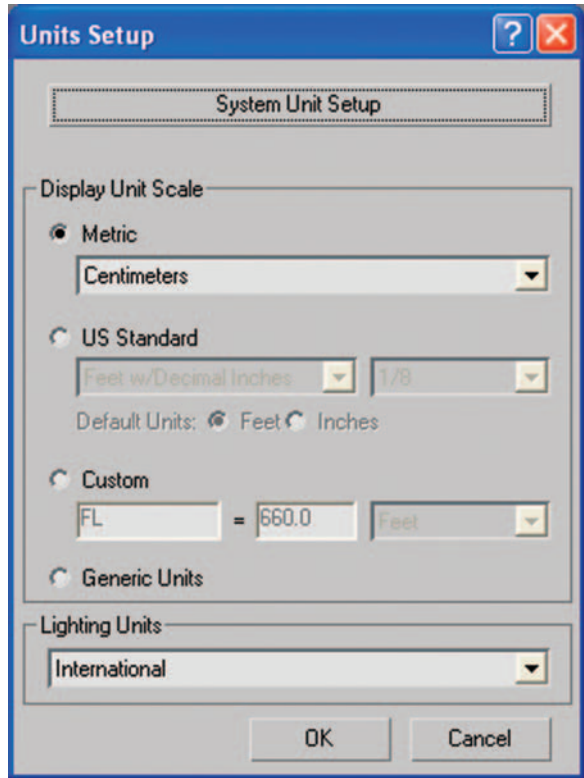 Units Setup
System Unit Setup
Display Unit Scale
Metric
Centimeters
US Standard
Feet w/Decimal Inches 1/8
Default Units: Feet Inches
Custom
FL = 660.0 Feet
Generic Units
Lighting Units
International
OK Cancel